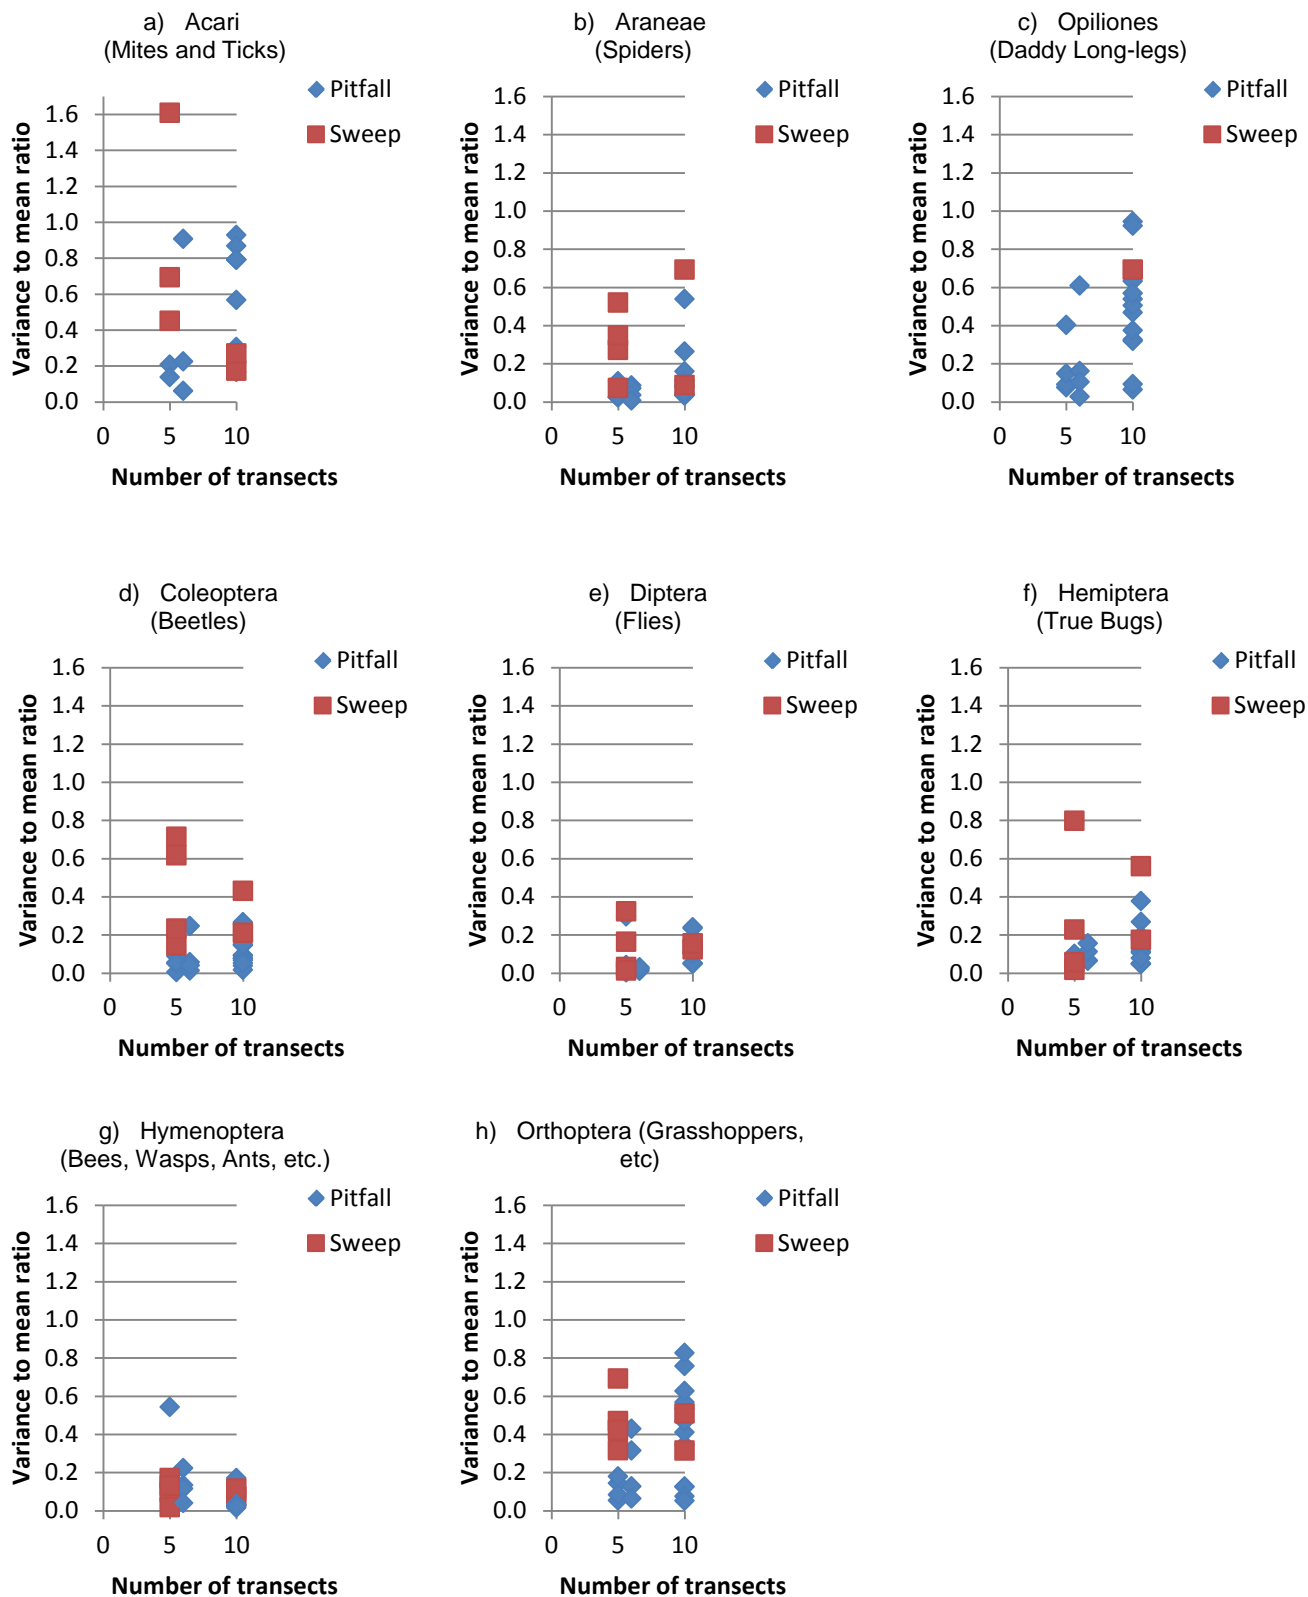 a) Acari
(Mites and Ticks)
Pitfall
Sweep
Variance to mean ratio
1.6
1.4
1.2
1.0
0.8
0.6
0.4
0.2
0.0
0 5 10
Number of transects
b) Araneae
(Spiders)
Pitfall
Sweep
Variance to mean ratio
1.6
1.4
1.2
1.0
0.8
0.6
0.4
0.2
0.0
0 5 10
Number of transects
c) Opiliones
(Daddy Long-legs)
Pitfall
Sweep
Variance to mean ratio
1.6
1.4
1.2
1.0
0.8
0.6
0.4
0.2
0.0
0 5 10
Number of transects
d) Coleoptera
(Beetles)
Pitfall
Sweep
Variance to mean ratio
1.6
1.4
1.2
1.0
0.8
0.6
0.4
0.2
0.0
0 5 10
Number of transects
e) Diptera
(Flies)
Pitfall
Sweep
Variance to mean ratio
1.6
1.4
1.2
1.0
0.8
0.6
0.4
0.2
0.0
0 5 10
Number of transects
f) Hemiptera
(True Bugs)
Pitfall
Sweep
Variance to mean ratio
1.6
1.4
1.2
1.0
0.8
0.6
0.4
0.2
0.0
0 5 10
Number of transects
g) Hymenoptera
(Bees, Wasps, Ants, etc.)
Pitfall
Sweep
Variance to mean ratio
1.6
1.4
1.2
1.0
0.8
0.6
0.4
0.2
0.0
0 5 10
Number of transects
h) Orthoptera (Grasshoppers,
etc)
Pitfall
Sweep
Variance to mean ratio
1.6
1.4
1.2
1.0
0.8
0.6
0.4
0.2
0.0
0 5 10
Number of transects